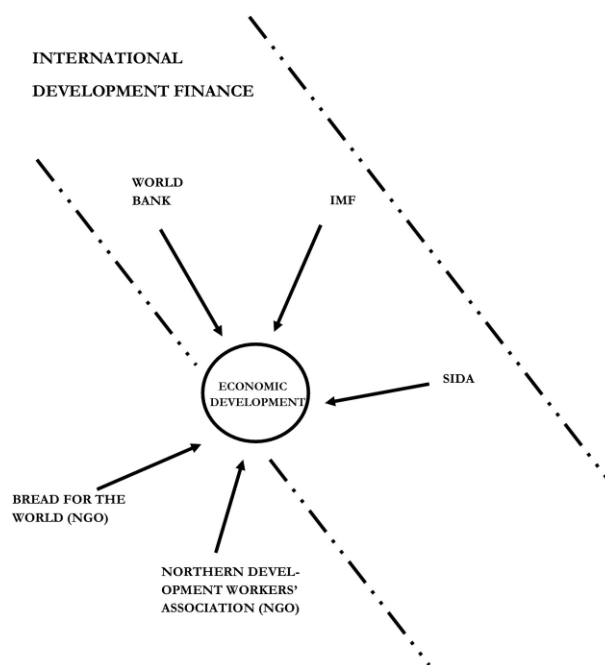 INTERNATIONAL
DEVELOPMENT FINANCE
WORLD
BANK
IMF
ECONOMIC
DEVELOPMENT
SIDA
BREAD FOR THE
WORLD (NGO)
NORTHERN DEVEL-
OPMENT WORKERS’
ASSOCIATION (NGO)